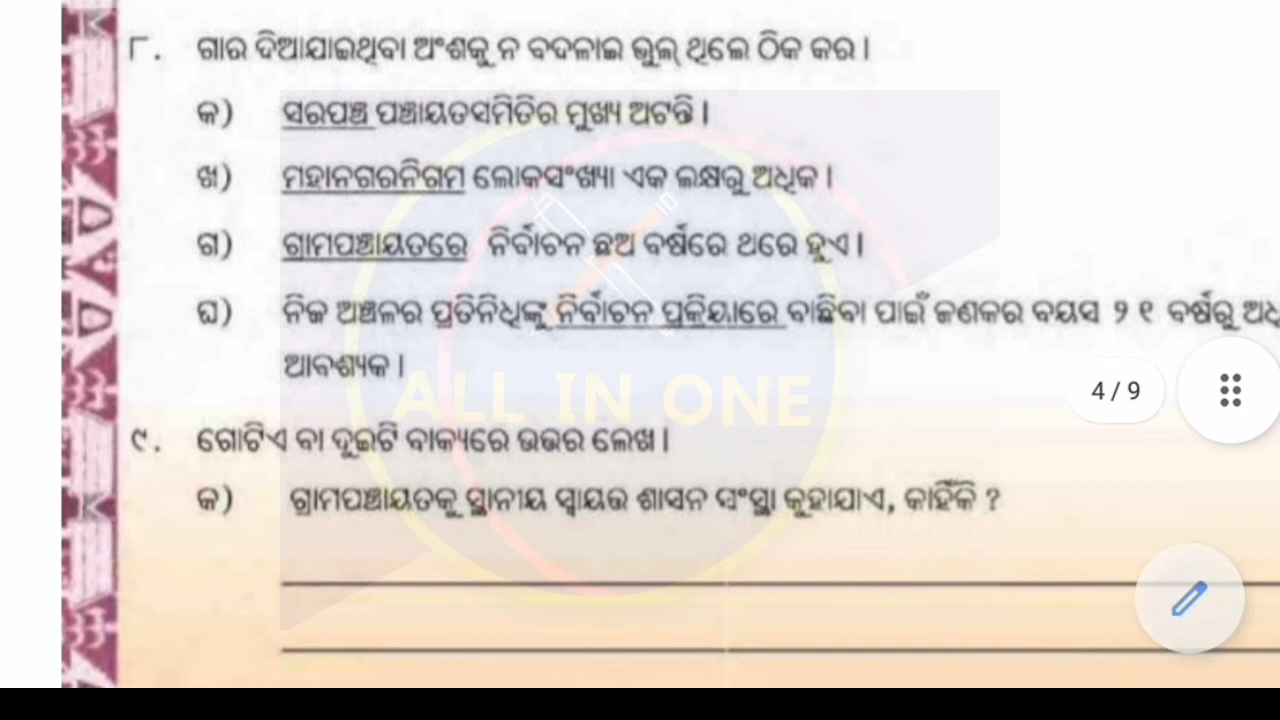 ୮. ଗାର ଦିଆଯାଇଥିବା ଅଂଶକୁ ନ ବଦଳାଇ ଭୁଲ୍ ଥିଲେ ଠିକ କର ।
କ) ସରପଞ୍ଚ ପଞ୍ଚାୟତସମିତିର ମୁଖ୍ୟ ଅଟନ୍ତି ।
ଖ) ମହାନଗରନିଗମ ଲୋକସଂଖ୍ୟା ଏକ ଲକ୍ଷରୁ ଅଧିକ ।
ଗ) ଗ୍ରାମପଞ୍ଚାୟତରେ ନିର୍ବାଚନ ଛଅ ବର୍ଷରେ ଥରେ ହୁଏ ।
ଘ) ନିଜ ଅଞ୍ଚଳର ପ୍ରତିନିଧିଙ୍କୁ ନିର୍ବାଚନ ପ୍ରକ୍ରିୟାରେ ବାଛିବା ପାଇଁ ଜଣକର ବୟସ ୨୧ ବର୍ଷରୁ
ଆବଶ୍ୟକ ।
4 / 9
ALL IN ONE
୯. ଗୋଟିଏ ବା ଦୁଇଟି ବାକ୍ୟରେ ଉତ୍ତର ଲେଖ ।
କ) ଗ୍ରାମପଞ୍ଚାୟତକୁ ସ୍ଥାନୀୟ ସ୍ୱାୟତ୍ତ ଶାସନ ସଂସ୍ଥା କୁହାଯାଏ, କାହିଁକି ?